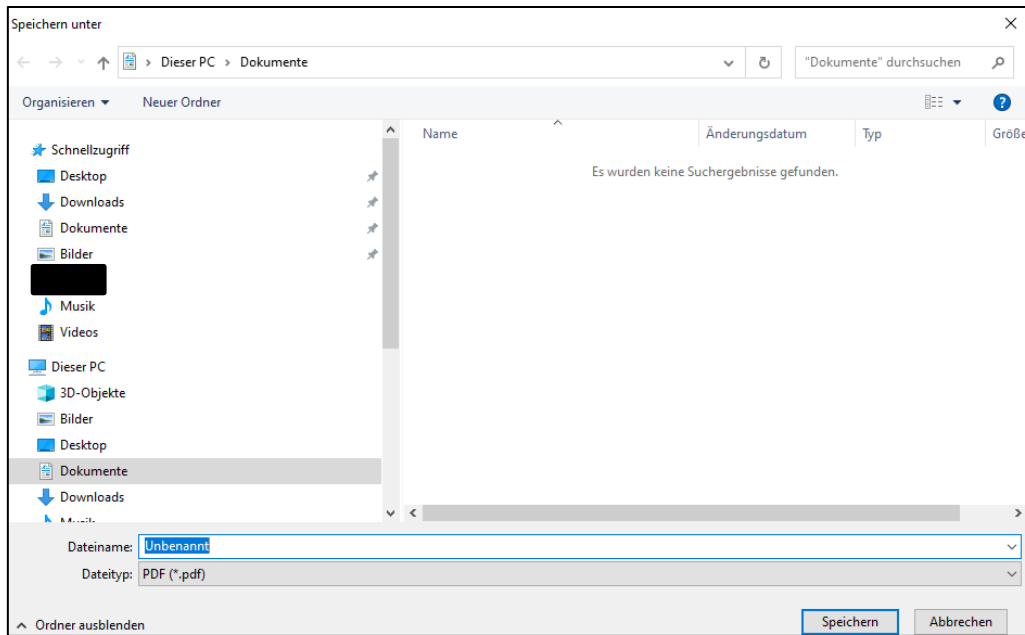 Speichern unter
Dieser PC > Dokumente
"Dokumente" durchsuchen
Organisieren
Neuer Ordner
Schnellzugriff
Desktop
Downloads
Dokumente
Bilder
Musik
Videos
Dieser PC
3D-Objekte
Bilder
Desktop
Dokumente
Downloads
Musik
Name Änderungsdatum Typ Größe
Es wurden keine Suchergebnisse gefunden.
Dateiname: Unbenannt
Dateityp: PDF (*.pdf)
Ordner ausblenden
Speichern
Abbrechen